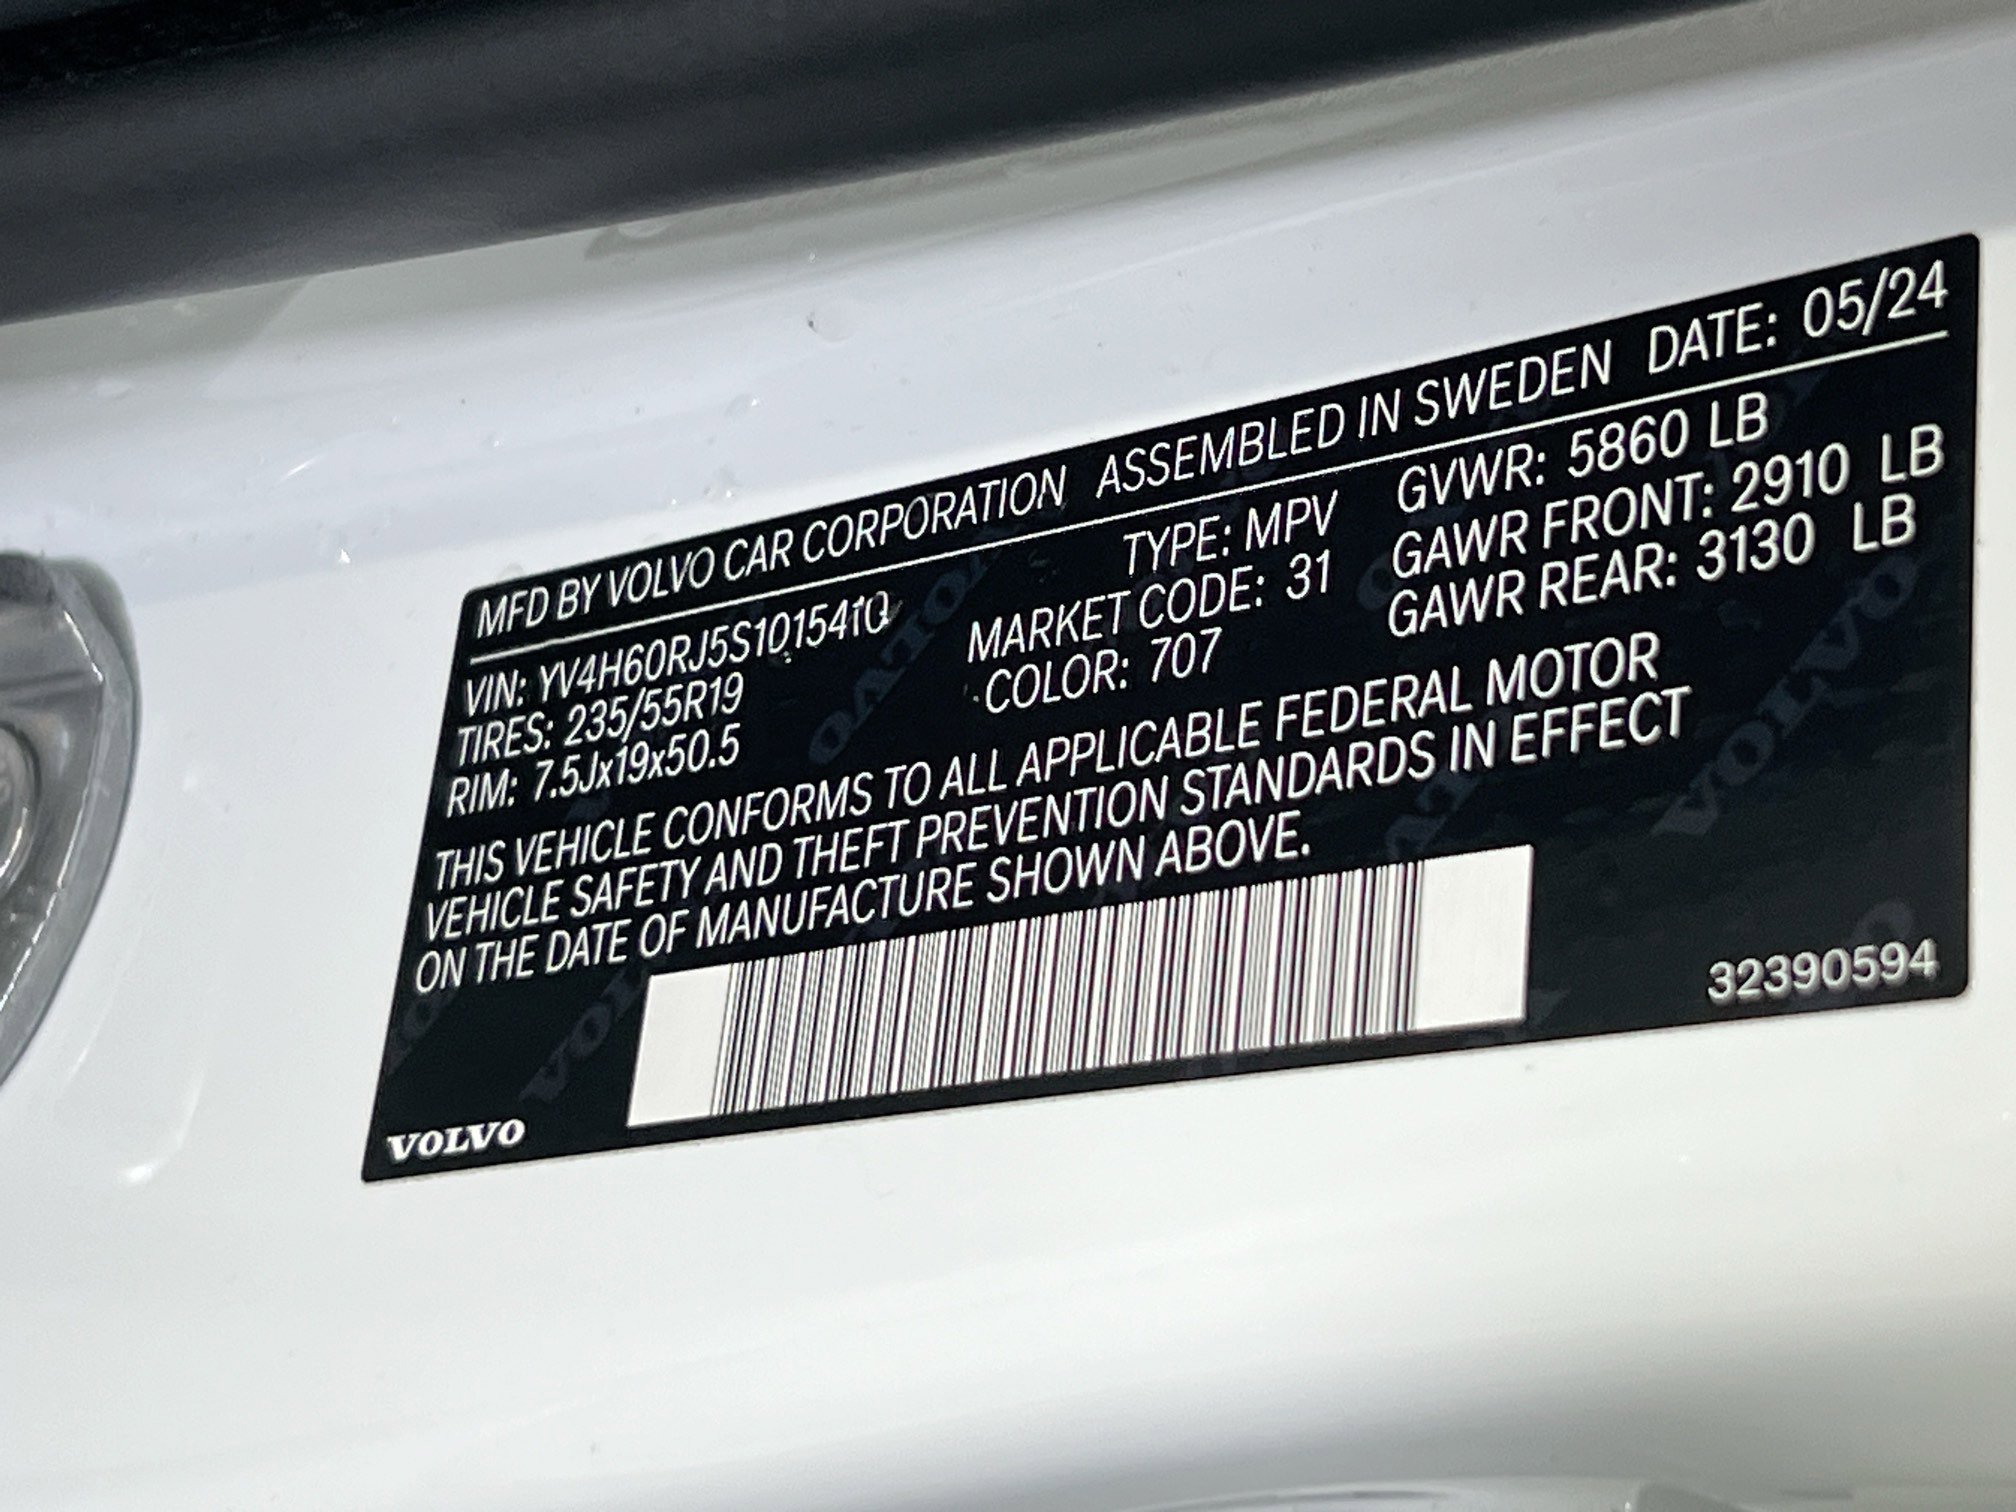 MFD BY VOLVO CAR CORPORATION ASSEMBLED IN SWEDEN DATE: 05/24
VIN: YV4H60RJ5S1015410 TYPE: MPV GVWR: 5860 LB
TIRES: 235/55R19 MARKET CODE: 31 GAWR FRONT: 2910 LB
RIM: 7.5Jx19x50.5 COLOR: 707 GAWR REAR: 3130 LB
THIS VEHICLE CONFORMS TO ALL APPLICABLE FEDERAL MOTOR
VEHICLE SAFETY AND THEFT PREVENTION STANDARDS IN EFFECT
ON THE DATE OF MANUFACTURE SHOWN ABOVE.
32390594
VOLVO